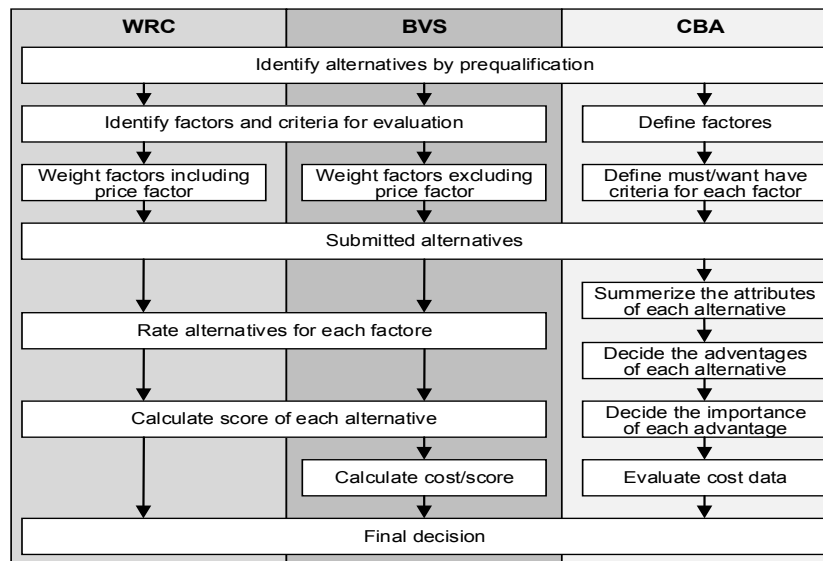 WRC
BVS
CBA
Identify alternatives by prequalification
Identify factors and criteria for evaluation
Define factores
Weight factors including
price factor
Weight factors excluding
price factor
Define must/want have
criteria for each factor
Submitted alternatives
Summerize the attributes
of each alternative
Rate alternatives for each factore
Decide the adventages
of each alternative
Calculate score of each alternative
Decide the importance
of each advantage
Calculate cost/score
Evaluate cost data
Final decision